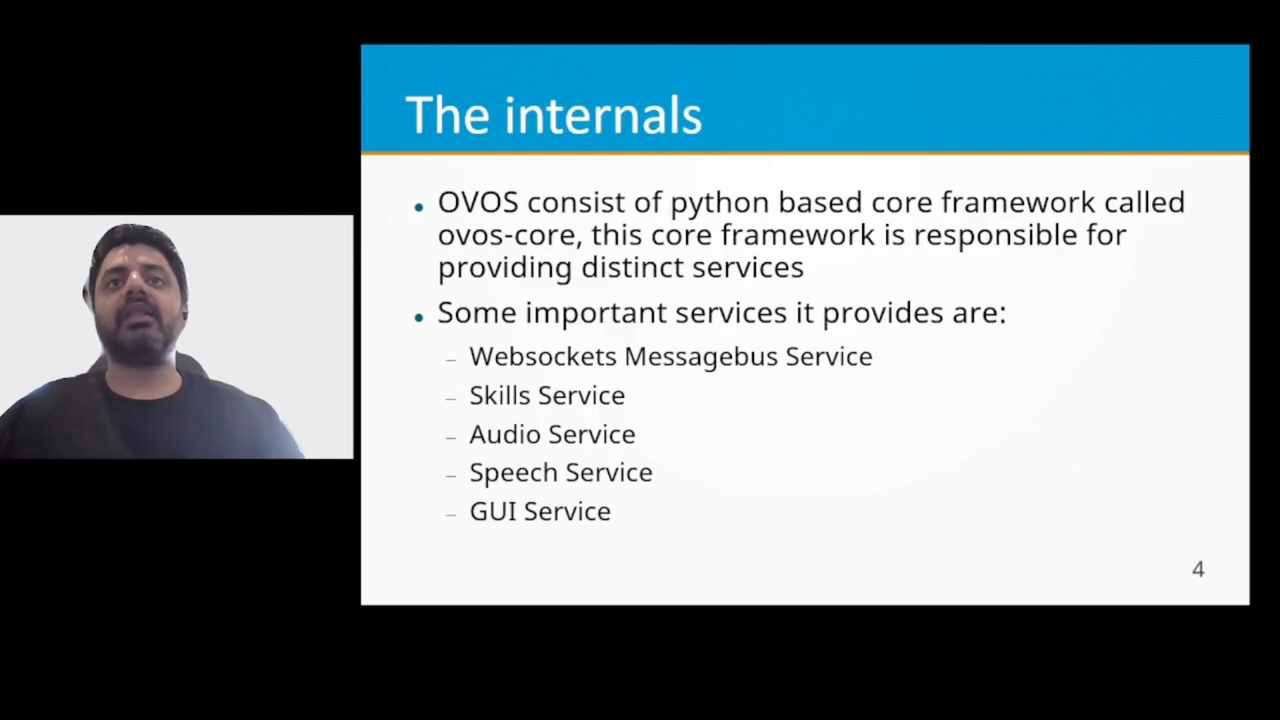 The internals
• OVOS consist of python based core framework called
ovos-core, this core framework is responsible for
providing distinct services
• Some important services it provides are:
– Websockets Messagebus Service
– Skills Service
– Audio Service
– Speech Service
– GUI Service
4